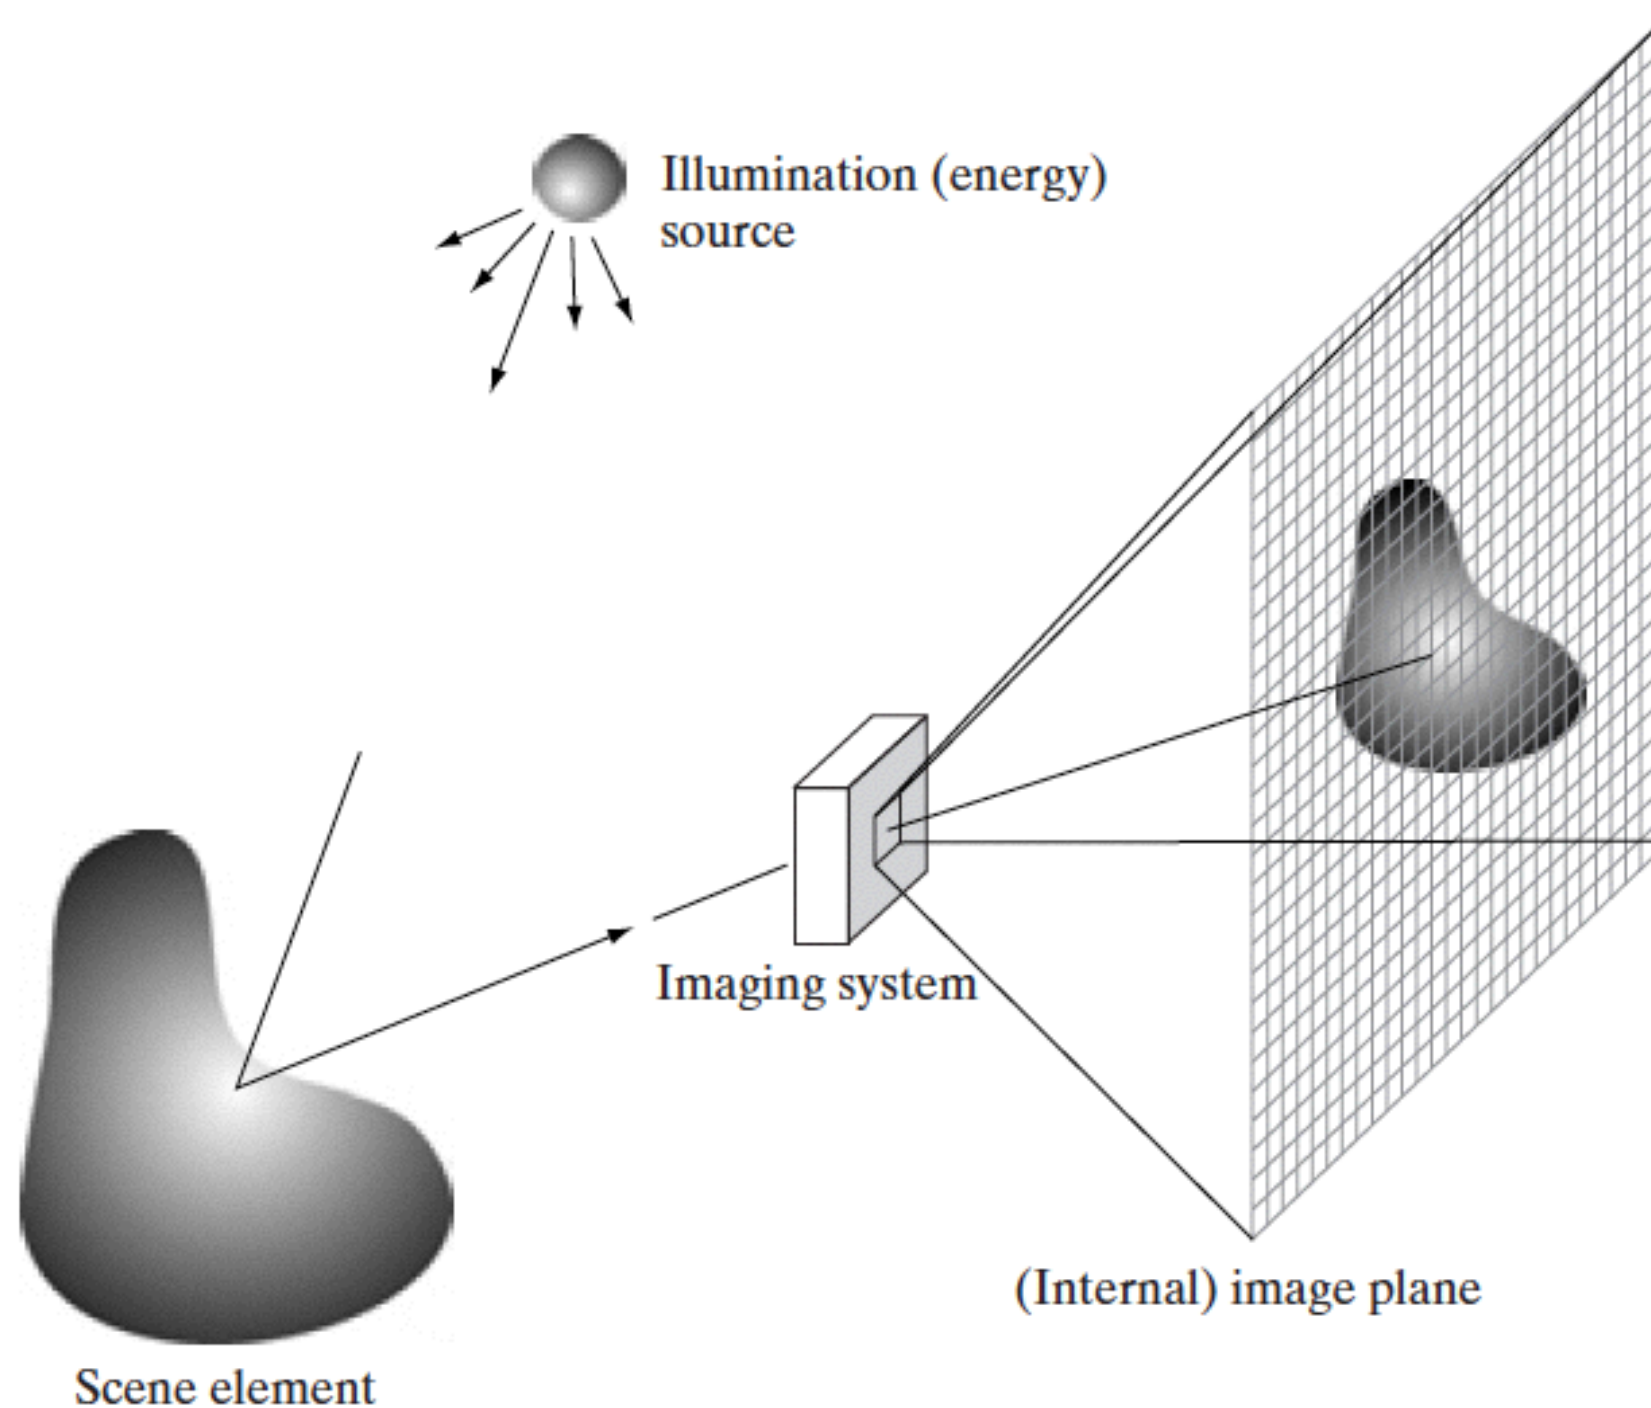 Illumination (energy)
source
Imaging system
(Internal) image plane
Scene element